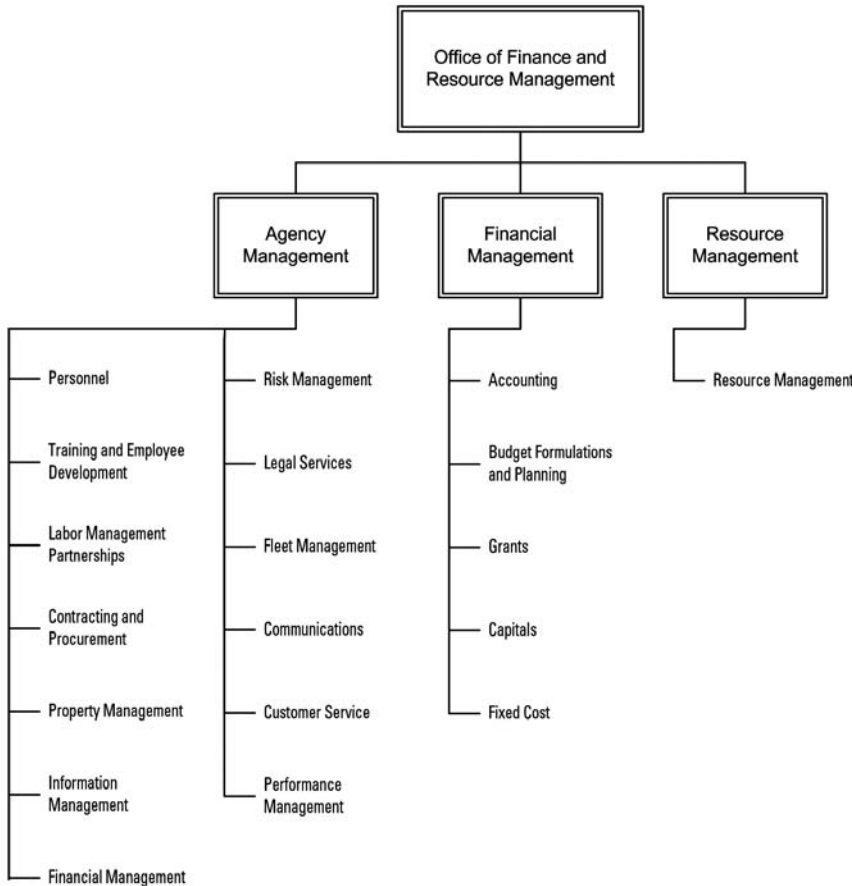 Office of Finance and
Resource Management
Agency
Management
Financial
Management
Resource
Management
Personnel
Training and Employee
Development
Labor Management
Partnerships
Contracting and
Procurement
Property Management
Information
Management
Financial Management
Risk Management
Legal Services
Fleet Management
Communications
Customer Service
Performance
Management
Accounting
Budget Formulations
and Planning
Grants
Capitals
Fixed Cost
Resource Management